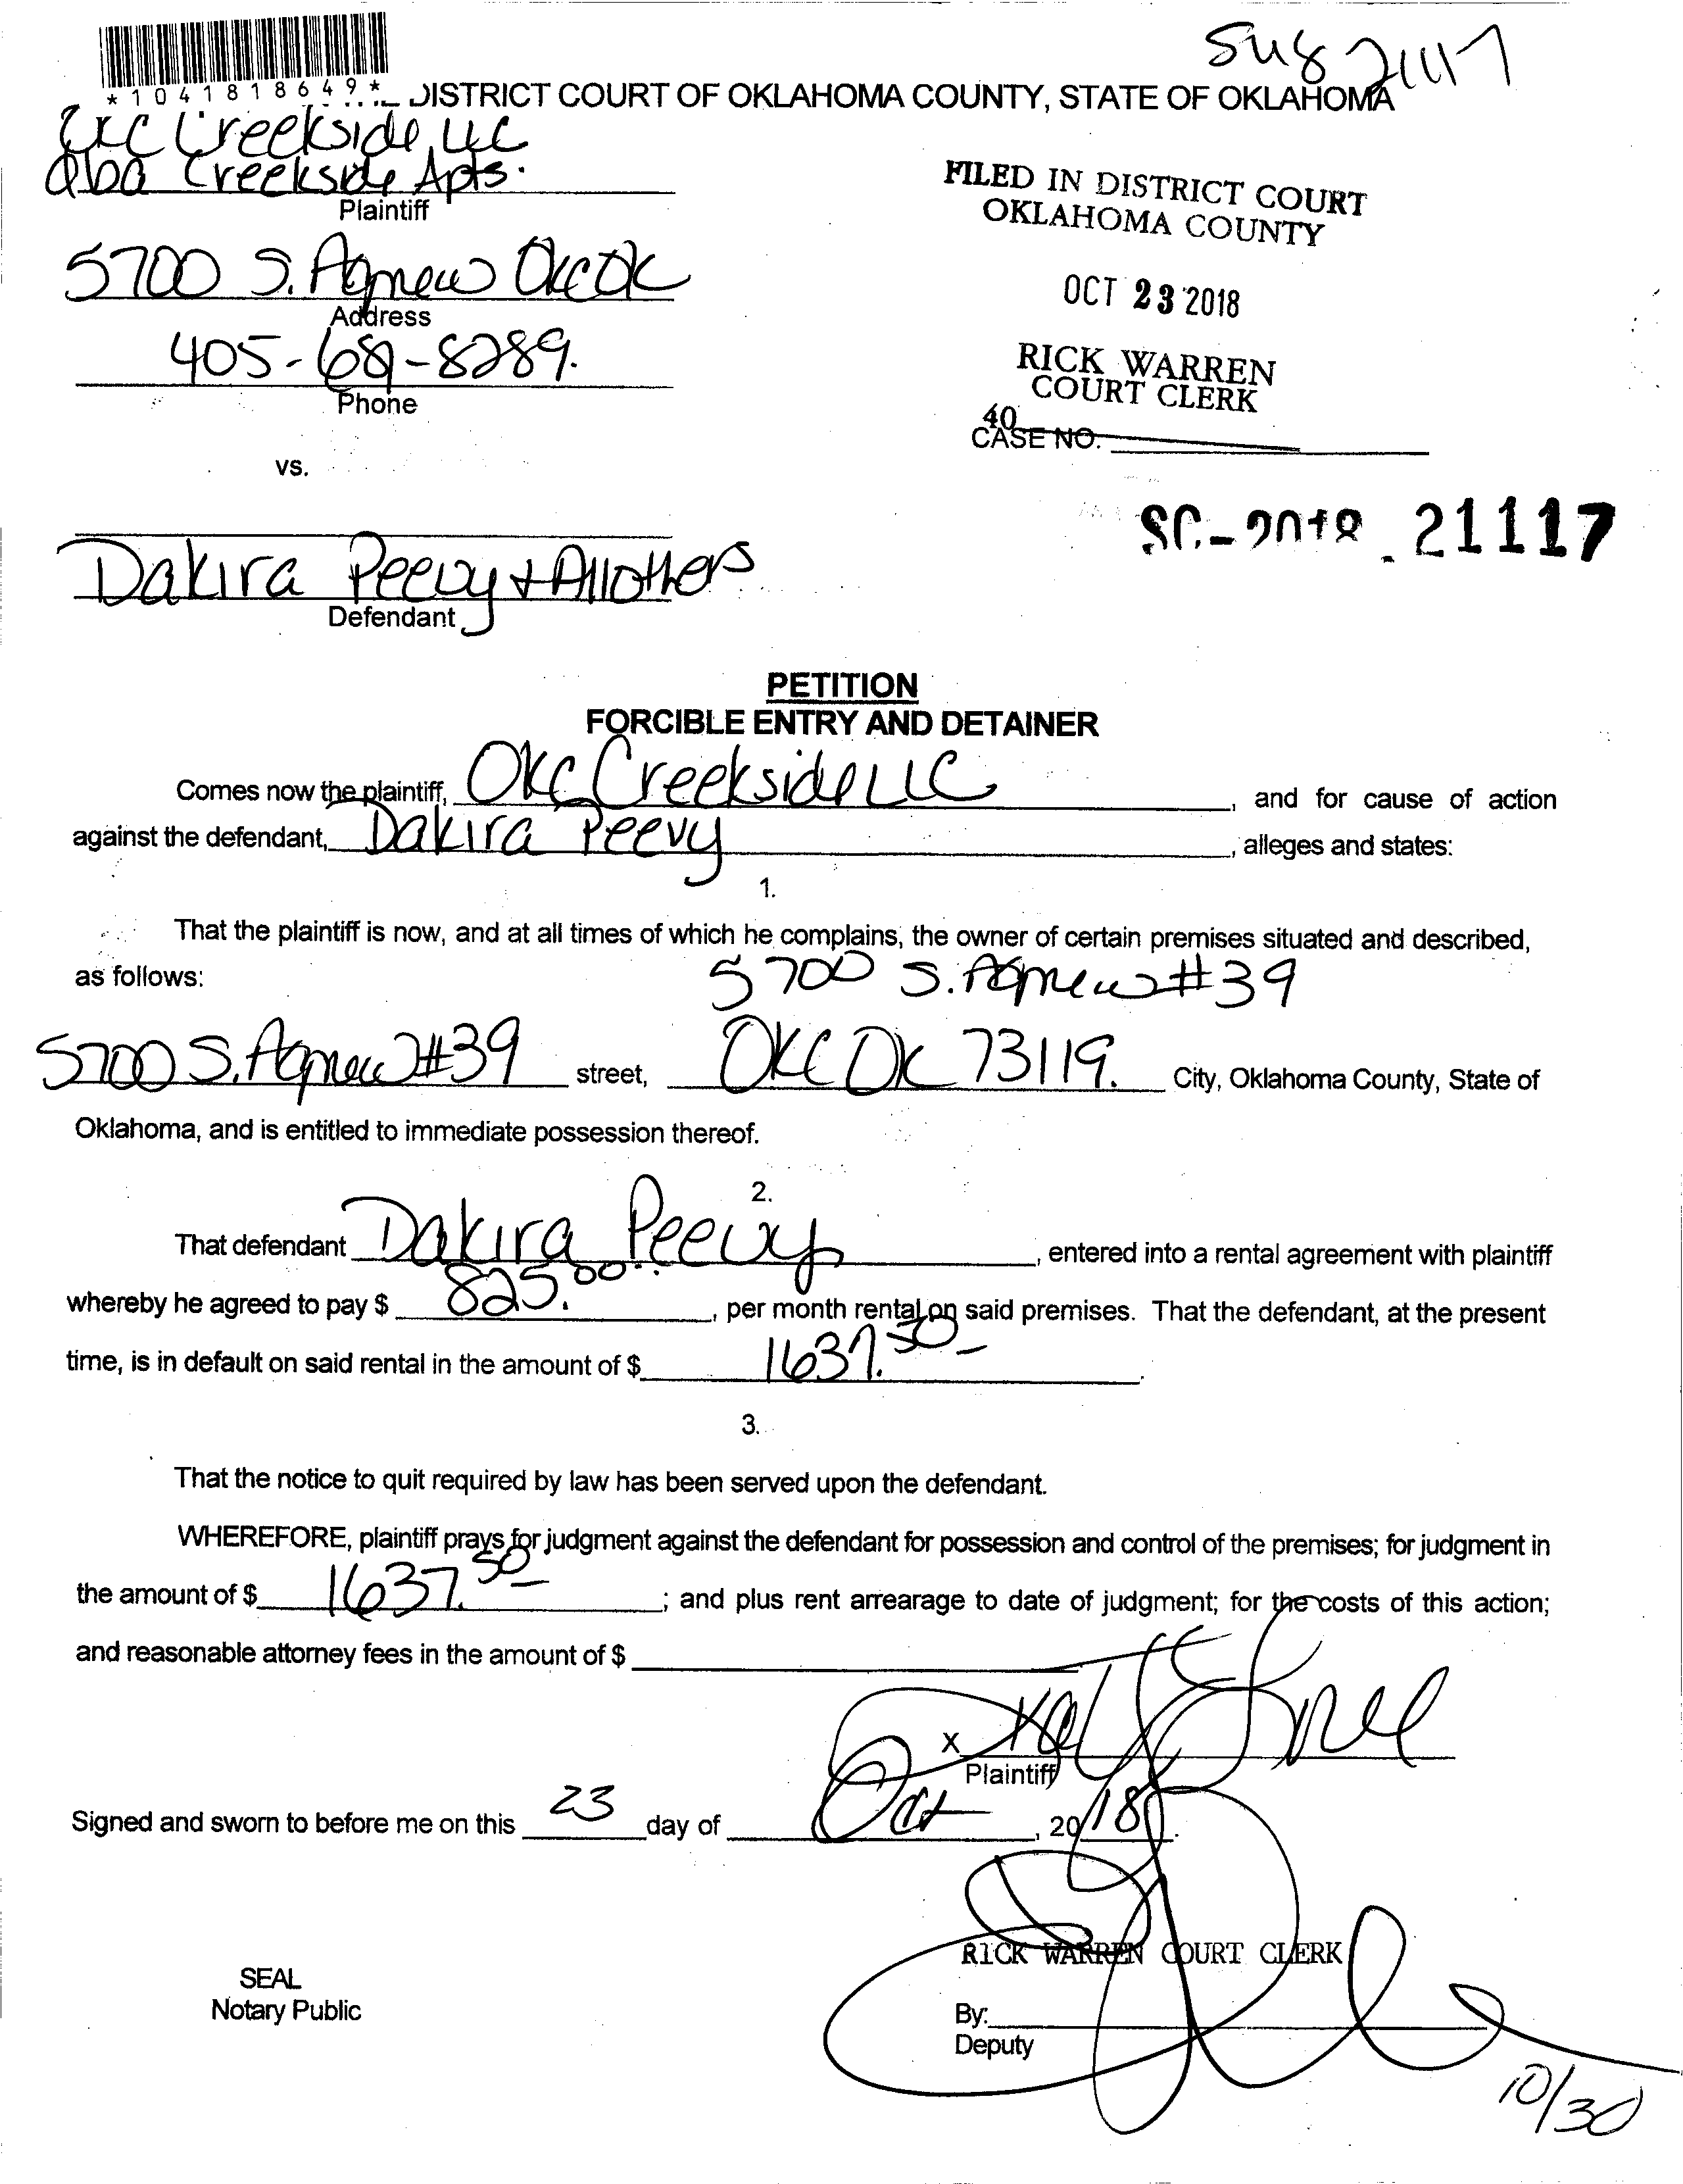 *1041818649*
DISTRICT COURT OF OKLAHOMA COUNTY, STATE OF OKLAHOMA
21117
OKC Creekside, LLC
dba Creekside Apts.
Plaintiff
5700 S. Agnew OKC OK
Address
405-681-8289.
Phone
FILED IN DISTRICT COURT
OKLAHOMA COUNTY
OCT 23 2018
RICK WARREN
COURT CLERK
40
CASE NO.
vs.
SC-2018-21117
Dakira Peevy + All others
Defendant
PETITION
FORCIBLE ENTRY AND DETAINER
Comes now the plaintiff, OKC Creekside LLC, and for cause of action
against the defendant, Dakira Peevy, alleges and states:
1.
That the plaintiff is now, and at all times of which he complains, the owner of certain premises situated and described,
as follows: 5700 S. Agnew #39
5700 S. Agnew #39 street, OKC OK 73119. City, Oklahoma County, State of
Oklahoma, and is entitled to immediate possession thereof.
2.
That defendant Dakira Peevy, entered into a rental agreement with plaintiff
whereby he agreed to pay $ 825.00, per month rental on said premises. That the defendant, at the present
time, is in default on said rental in the amount of $ 1637.50.
3.
That the notice to quit required by law has been served upon the defendant.
WHEREFORE, plaintiff prays for judgment against the defendant for possession and control of the premises; for judgment in
the amount of $ 1637.50; and plus rent arrearage to date of judgment; for the costs of this action;
and reasonable attorney fees in the amount of $
X
Plaintiff
Signed and sworn to before me on this 23 day of Oct, 2018.
RICK WARREN COURT CLERK
SEAL
Notary Public
By:
Deputy
10/30